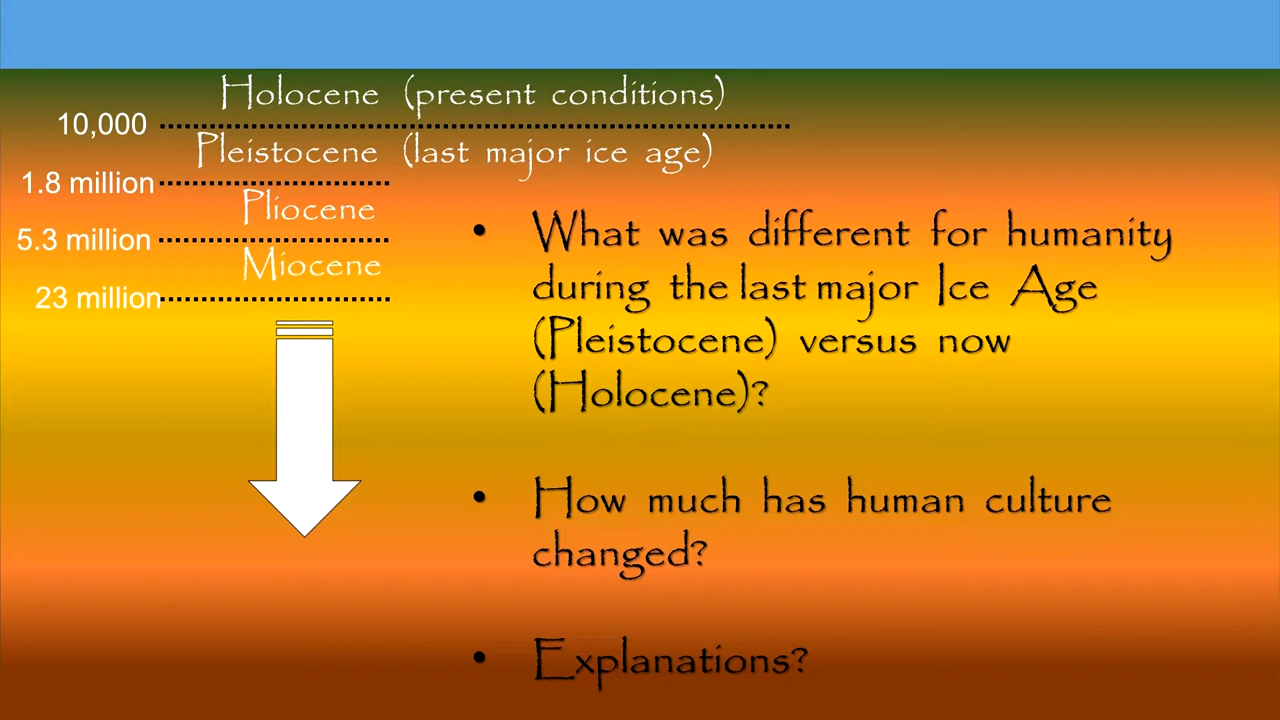 Holocene (present conditions)
10,000
Pleistocene (last major ice age)
1.8 million
Pliocene
5.3 million
Miocene
23 million
• What was different for humanity
during the last major Ice Age
(Pleistocene) versus now
(Holocene)?
• How much has human culture
changed?
• Explanations?